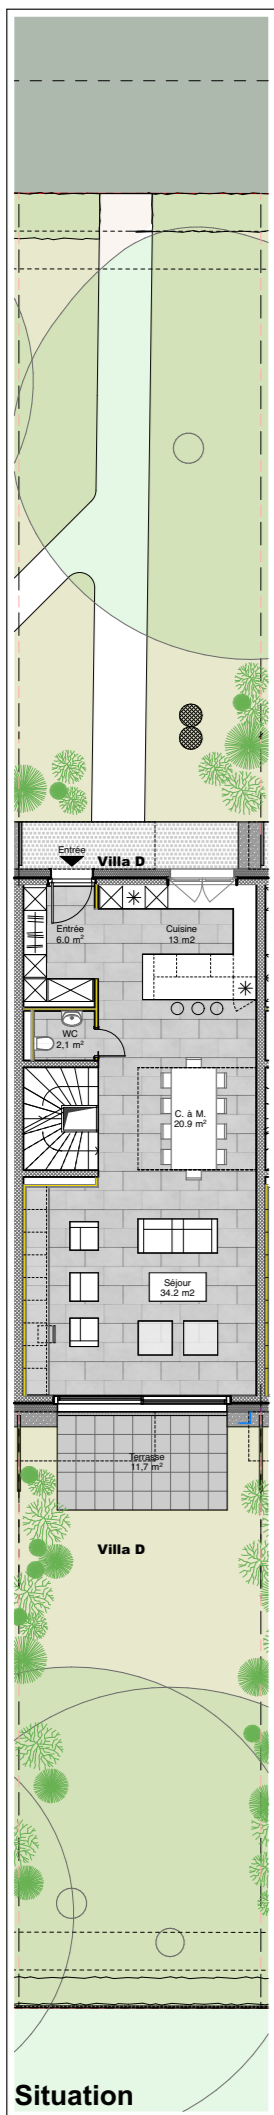 Entrée
Villa D
Entrée
6.0 m²
Cuisine
13 m2
WC
2,1 m²
C. à M.
20.9 m²
Séjour
34.2 m2
Terrasse
11,7 m²
Villa D
Situation